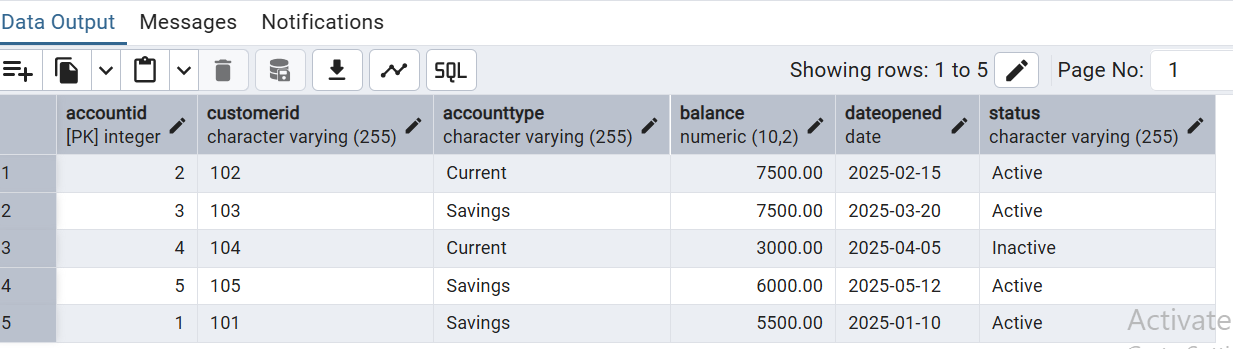 Data Output Messages Notifications
SQL Showing rows: 1 to 5 Page No: 1
accountid customerid accounttype balance dateopened status
[PK] integer character varying (255) character varying (255) numeric (10,2) date character varying (255)
1 2 102 Current 7500.00 2025-02-15 Active
2 3 103 Savings 7500.00 2025-03-20 Active
3 4 104 Current 3000.00 2025-04-05 Inactive
4 5 105 Savings 6000.00 2025-05-12 Active
5 1 101 Savings 5500.00 2025-01-10 Active
Activate